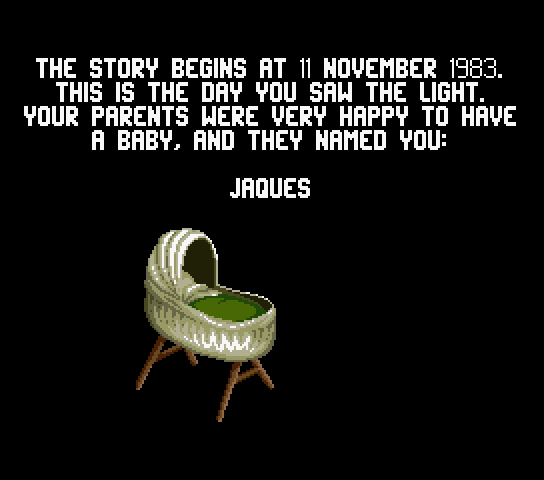 THE STORY BEGINS AT 11 NOVEMBER 1983.
THIS IS THE DAY YOU SAW THE LIGHT.
YOUR PARENTS WERE VERY HAPPY TO HAVE
A BABY, AND THEY NAMED YOU:
JAQUES